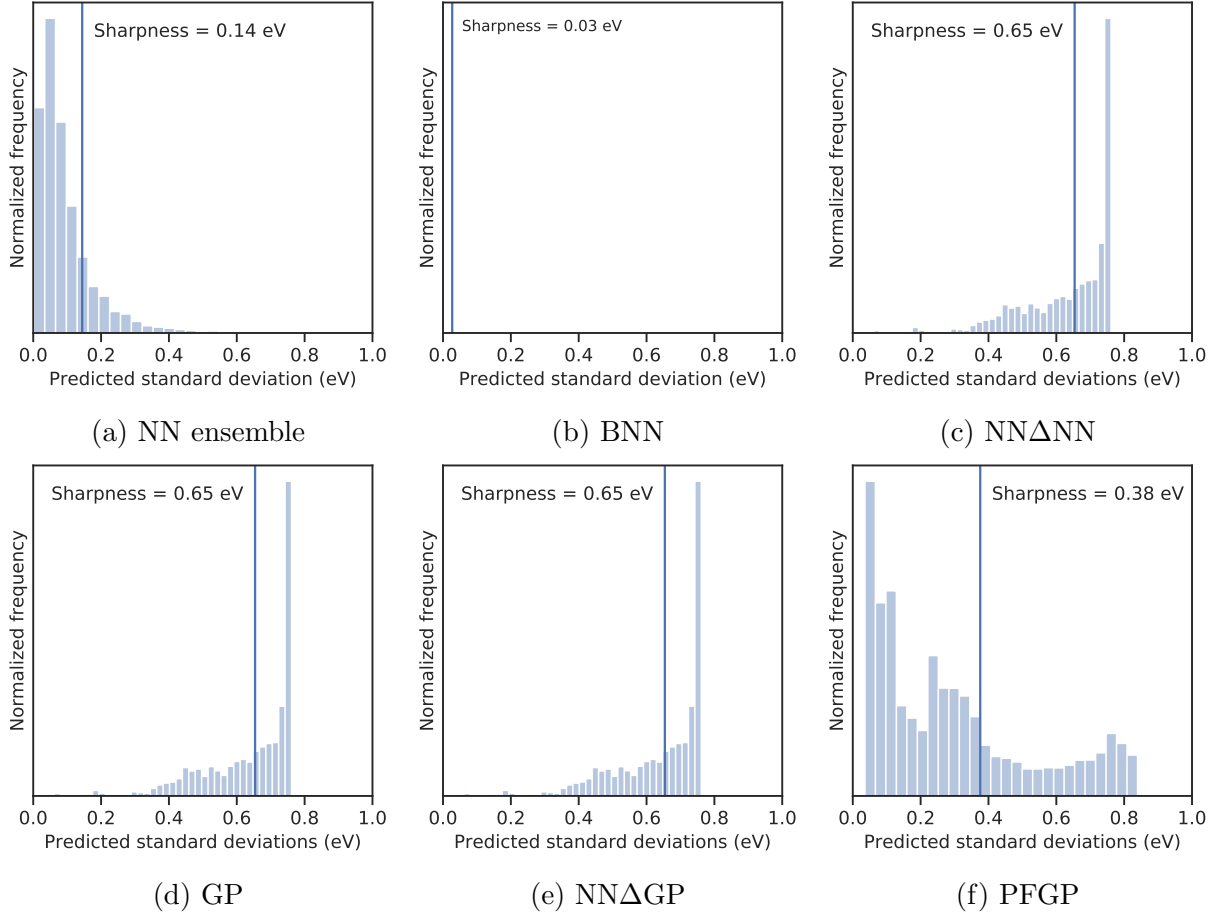 Sharpness = 0.14 eV
Normalized frequency
0.0 0.2 0.4 0.6 0.8 1.0
Predicted standard deviation (eV)
(a) NN ensemble
Sharpness = 0.03 eV
Normalized frequency
0.0 0.2 0.4 0.6 0.8 1.0
Predicted standard deviation (eV)
(b) BNN
Sharpness = 0.65 eV
Normalized frequency
0.0 0.2 0.4 0.6 0.8 1.0
Predicted standard deviations (eV)
(c) NNΔNN
Sharpness = 0.65 eV
Normalized frequency
0.0 0.2 0.4 0.6 0.8 1.0
Predicted standard deviations (eV)
(d) GP
Sharpness = 0.65 eV
Normalized frequency
0.0 0.2 0.4 0.6 0.8 1.0
Predicted standard deviations (eV)
(e) NNΔGP
Sharpness = 0.38 eV
Normalized frequency
0.0 0.2 0.4 0.6 0.8 1.0
Predicted standard deviations (eV)
(f) PFGP